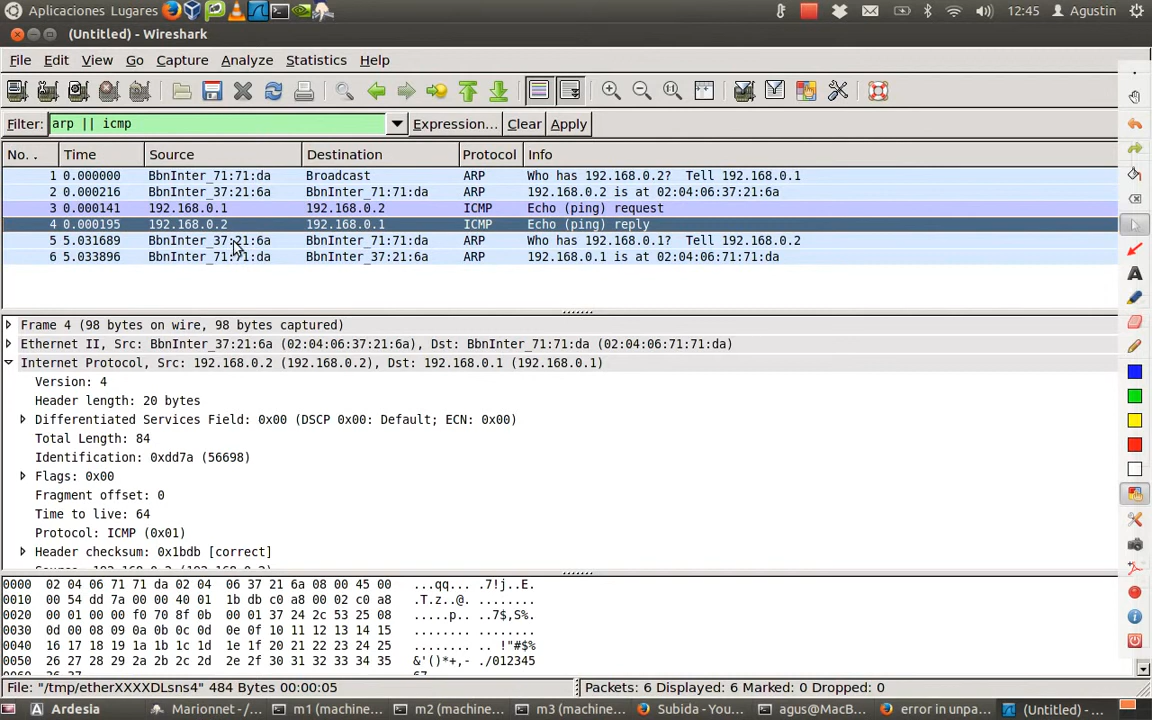 Aplicaciones Lugares 12:45 Agustin
(Untitled) - Wireshark
File Edit View Go Capture Analyze Statistics Help
Filter: arp || icmp Expression... Clear Apply
No. . Time Source Destination Protocol Info
1 0.000000 BbnInter_71:71:da Broadcast ARP Who has 192.168.0.2? Tell 192.168.0.1
2 0.000216 BbnInter_37:21:6a BbnInter_71:71:da ARP 192.168.0.2 is at 02:04:06:37:21:6a
3 0.000141 192.168.0.1 192.168.0.2 ICMP Echo (ping) request
4 0.000195 192.168.0.2 192.168.0.1 ICMP Echo (ping) reply
5 5.031689 BbnInter_37:21:6a BbnInter_71:71:da ARP Who has 192.168.0.1? Tell 192.168.0.2
6 5.033896 BbnInter_71:71:da BbnInter_37:21:6a ARP 192.168.0.1 is at 02:04:06:71:71:da
Frame 4 (98 bytes on wire, 98 bytes captured)
Ethernet II, Src: BbnInter_37:21:6a (02:04:06:37:21:6a), Dst: BbnInter_71:71:da (02:04:06:71:71:da)
Internet Protocol, Src: 192.168.0.2 (192.168.0.2), Dst: 192.168.0.1 (192.168.0.1)
Version: 4
Header length: 20 bytes
Differentiated Services Field: 0x00 (DSCP 0x00: Default; ECN: 0x00)
Total Length: 84
Identification: 0xdd7a (56698)
Flags: 0x00
Fragment offset: 0
Time to live: 64
Protocol: ICMP (0x01)
Header checksum: 0x1bdb [correct]
Source: 192.168.0.2 (192.168.0.2)
0000 02 04 06 71 71 da 02 04 06 37 21 6a 08 00 45 00 ...qq... .7!j..E.
0010 00 54 dd 7a 00 00 40 01 1b db c0 a8 00 02 c0 a8 .T.z..@. ........
0020 00 01 00 00 f0 70 8f 0b 00 01 37 24 2c 53 25 08 .....p.. ..7$,S%.
0030 0d 00 08 09 0a 0b 0c 0d 0e 0f 10 11 12 13 14 15 ........ ........
0040 16 17 18 19 1a 1b 1c 1d 1e 1f 20 21 22 23 24 25 ........ .. !"#$%
0050 26 27 28 29 2a 2b 2c 2d 2e 2f 30 31 32 33 34 35 &'()*+,- ./012345
0060 36 37 67
File: "/tmp/etherXXXXDLsns4" 484 Bytes 00:00:05 Packets: 6 Displayed: 6 Marked: 0 Dropped: 0
Ardesia Marionnet - /... m1 (machine... m2 (machine... m3 (machine... Subida - You... agus@MacB... error in unpa... (Untitled) - ...